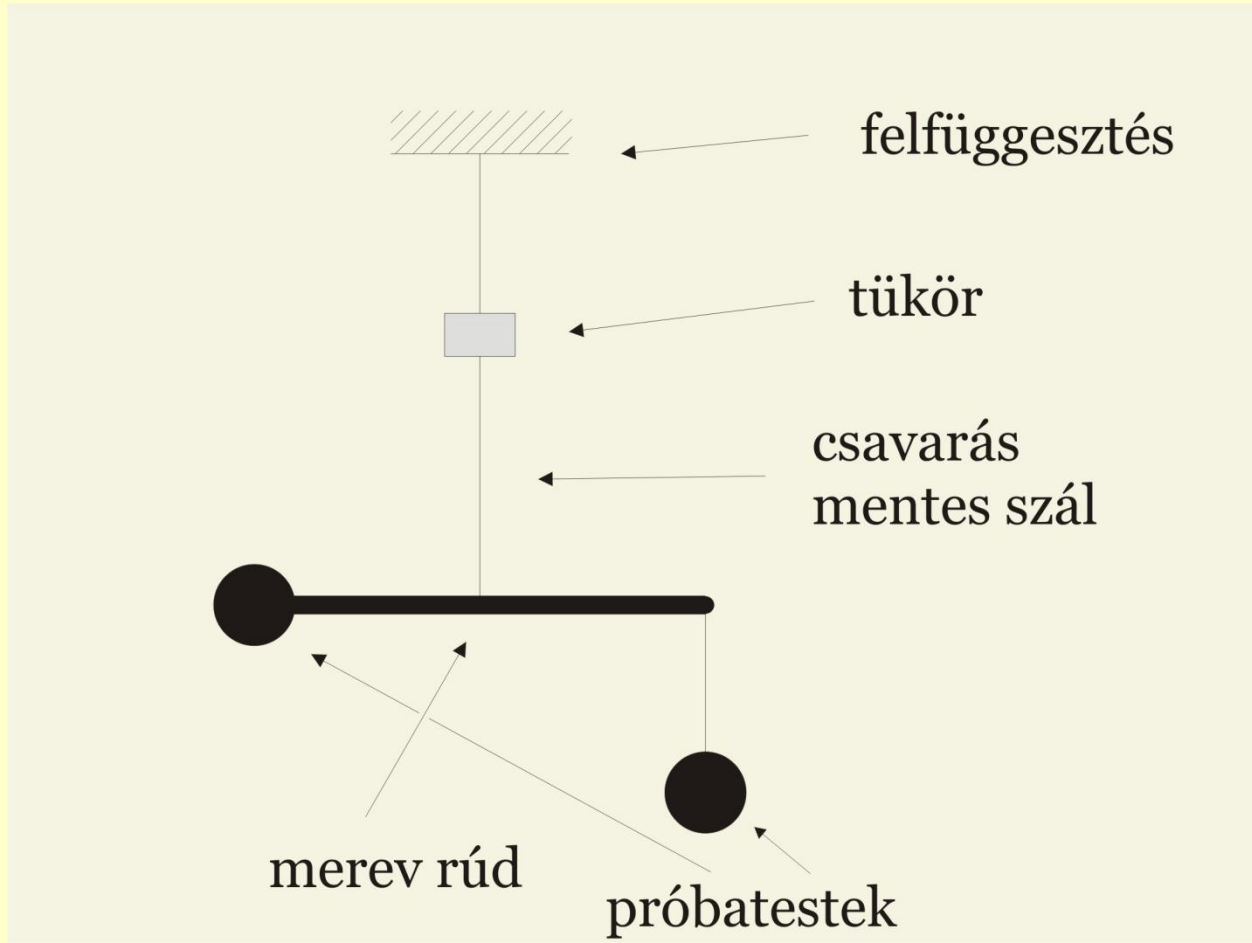 felfüggesztés
tükör
csavarás
mentes szál
merev rúd
próbatestek